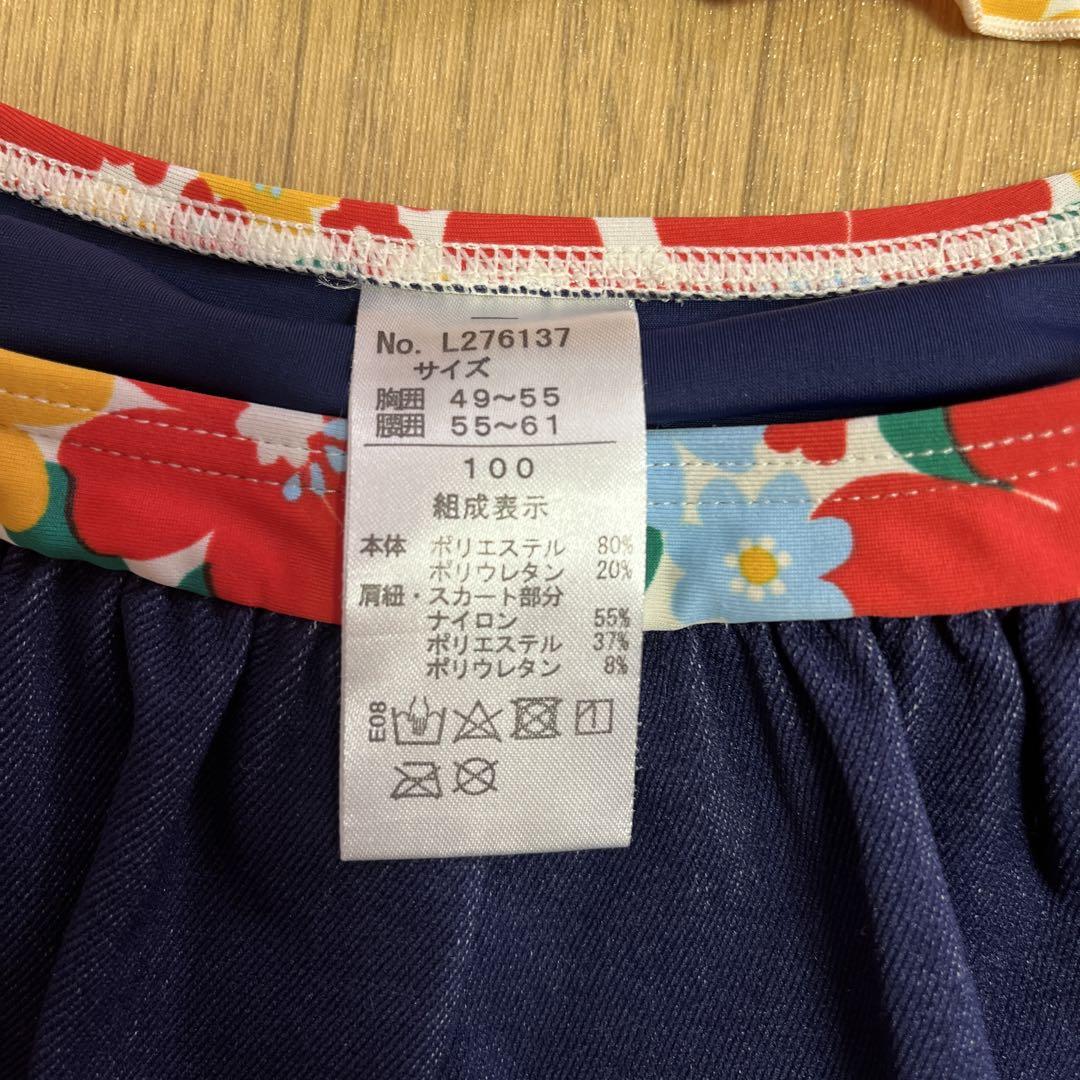 No. L276137
サイズ
胸囲 49～55
腰囲 55～61
100
組成表示
本体 ポリエステル 80%
ポリウレタン 20%
肩紐・スカート部分
ナイロン 55%
ポリエステル 37%
ポリウレタン 8%
E08
1